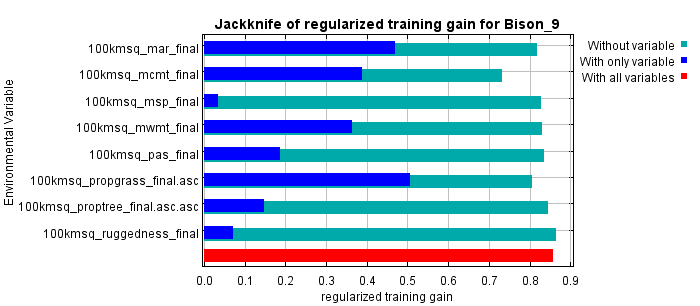 Jackknife of regularized training gain for Bison_9
Environmental Variable
100kmsq_mar_final
100kmsq_mcmt_final
100kmsq_msp_final
100kmsq_mwmt_final
100kmsq_pas_final
100kmsq_propgrass_final.asc
100kmsq_proptree_final.asc.asc
100kmsq_ruggedness_final
Without variable
With only variable
With all variables
0.0 0.1 0.2 0.3 0.4 0.5 0.6 0.7 0.8 0.9
regularized training gain